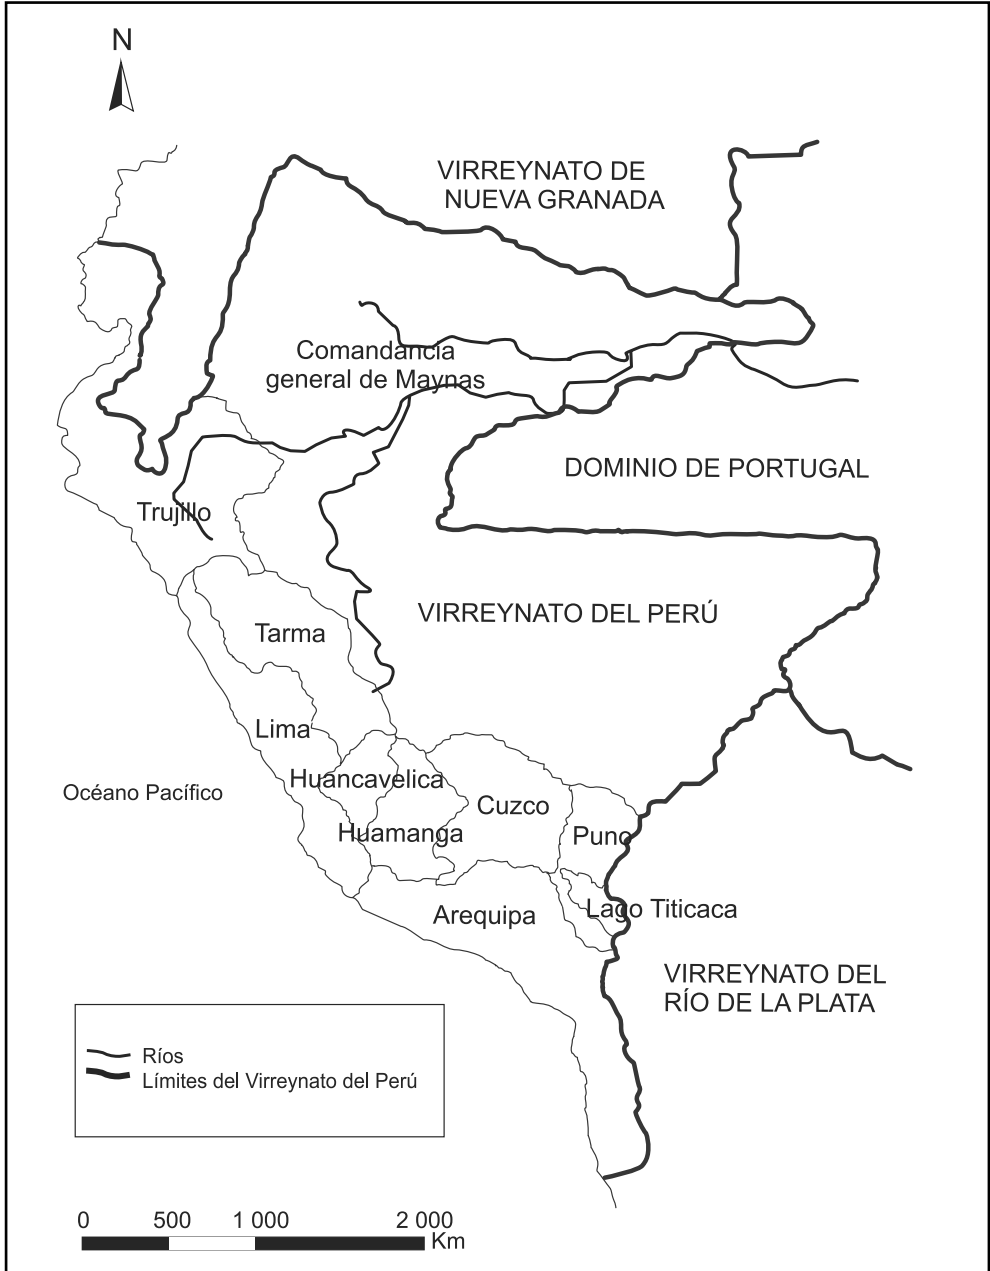 N
VIRREYNATO DE
NUEVA GRANADA
Comandancia
general de Maynas
DOMINIO DE PORTUGAL
Trujillo
VIRREYNATO DEL PERÚ
Tarma
Lima
Huancavelica
Océano Pacífico
Cuzco
Huamanga
Puno
Lago Titicaca
Arequipa
VIRREYNATO DEL
RÍO DE LA PLATA
Ríos
Límites del Virreynato del Perú
0 500 1 000 2 000
Km